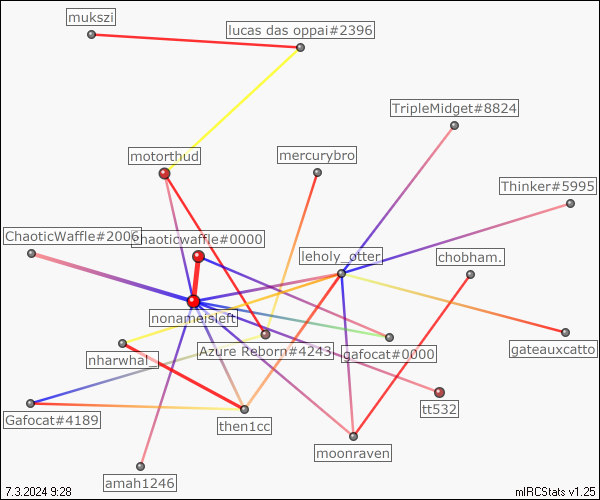 mukszi
lucas das oppai#2396
TripleMidget#8824
motorthud
mercurybro
Thinker#5995
ChaoticWaffle#2006
Chaoticwaffle#0000
leholy_otter
chobham.
nonameisleft
nharwhal_
Azure Reborn#4243
gafocat#0000
gateauxcatto
Gafocat#4189
then1cc
tt532
moonraven
amah1246
7.3.2024 9:28
mIRCStats v1.25